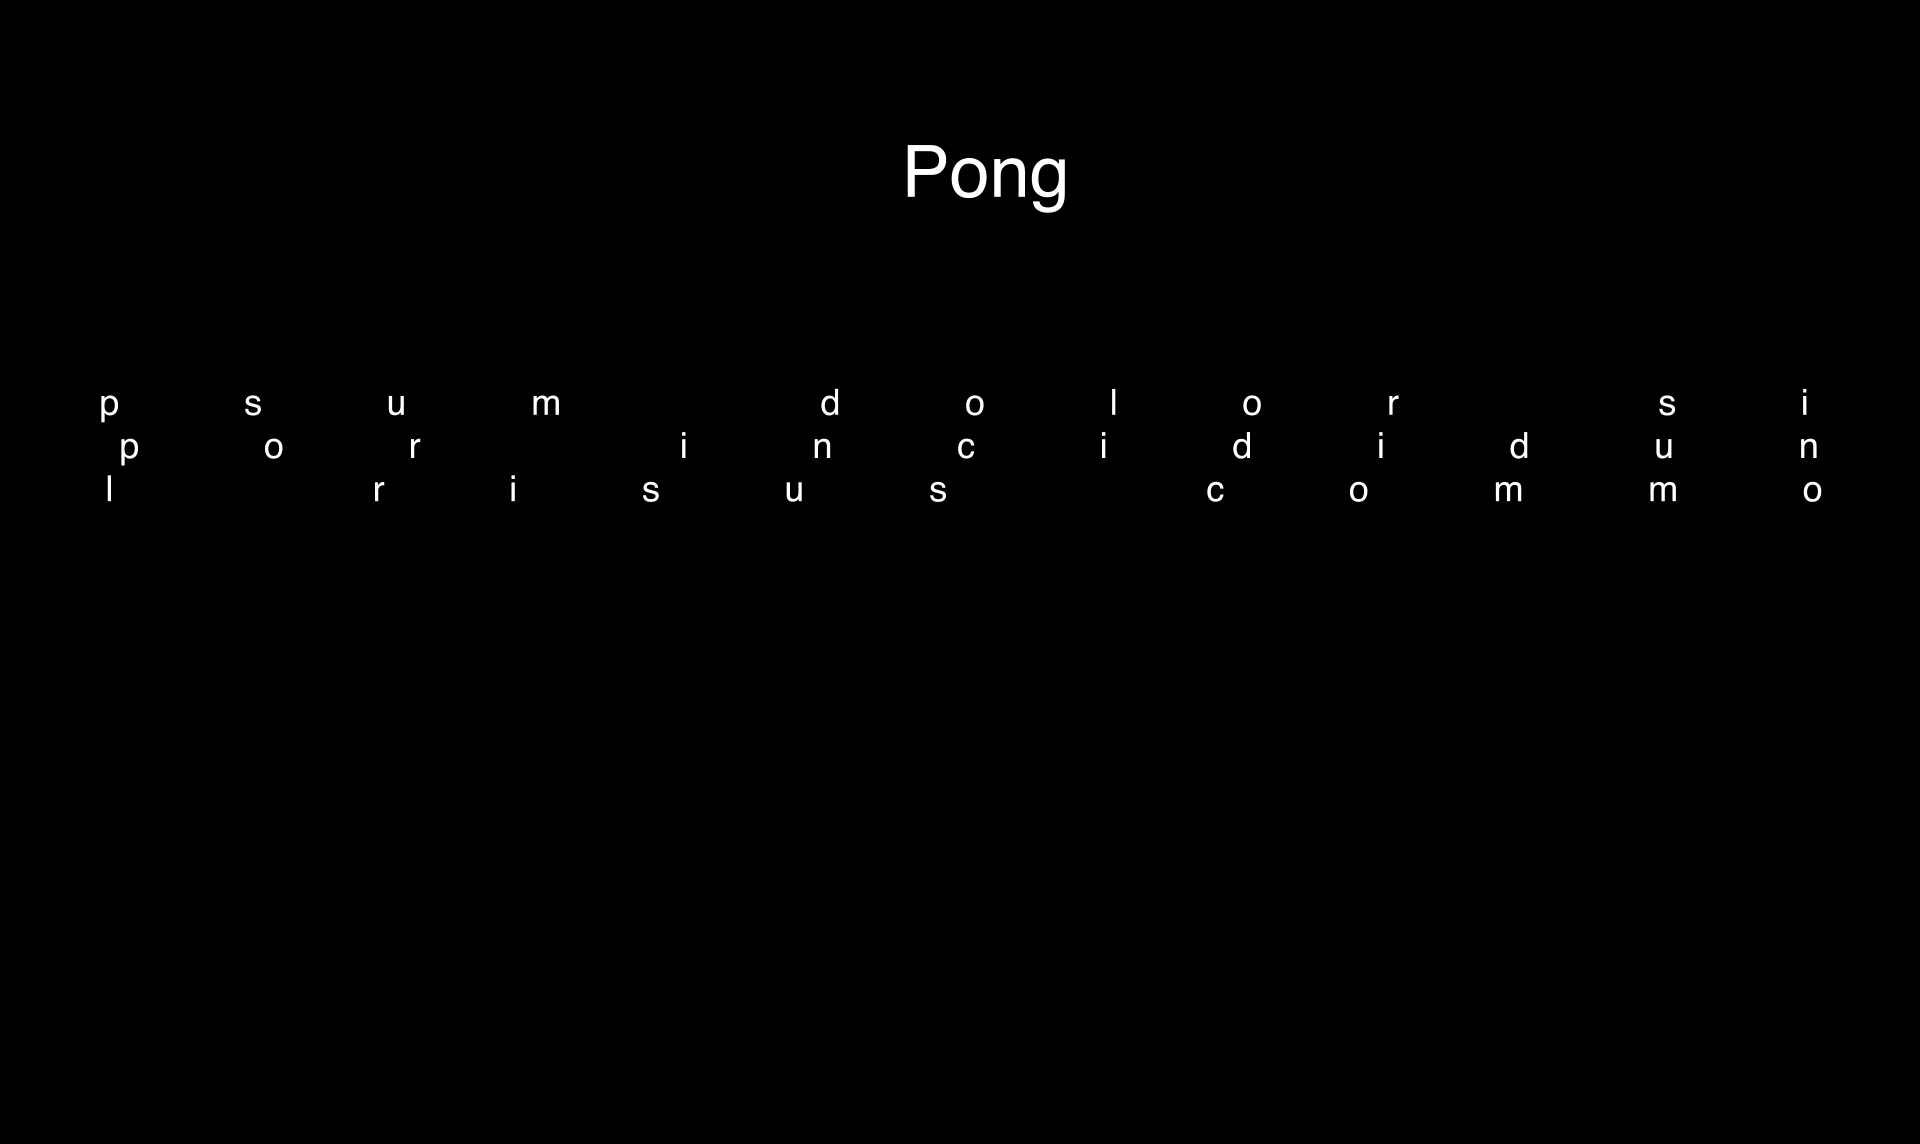 Pong
p s u m   d o l o r   s i
p o r   i n c i d i d u n
l   r i s u s   c o m m o